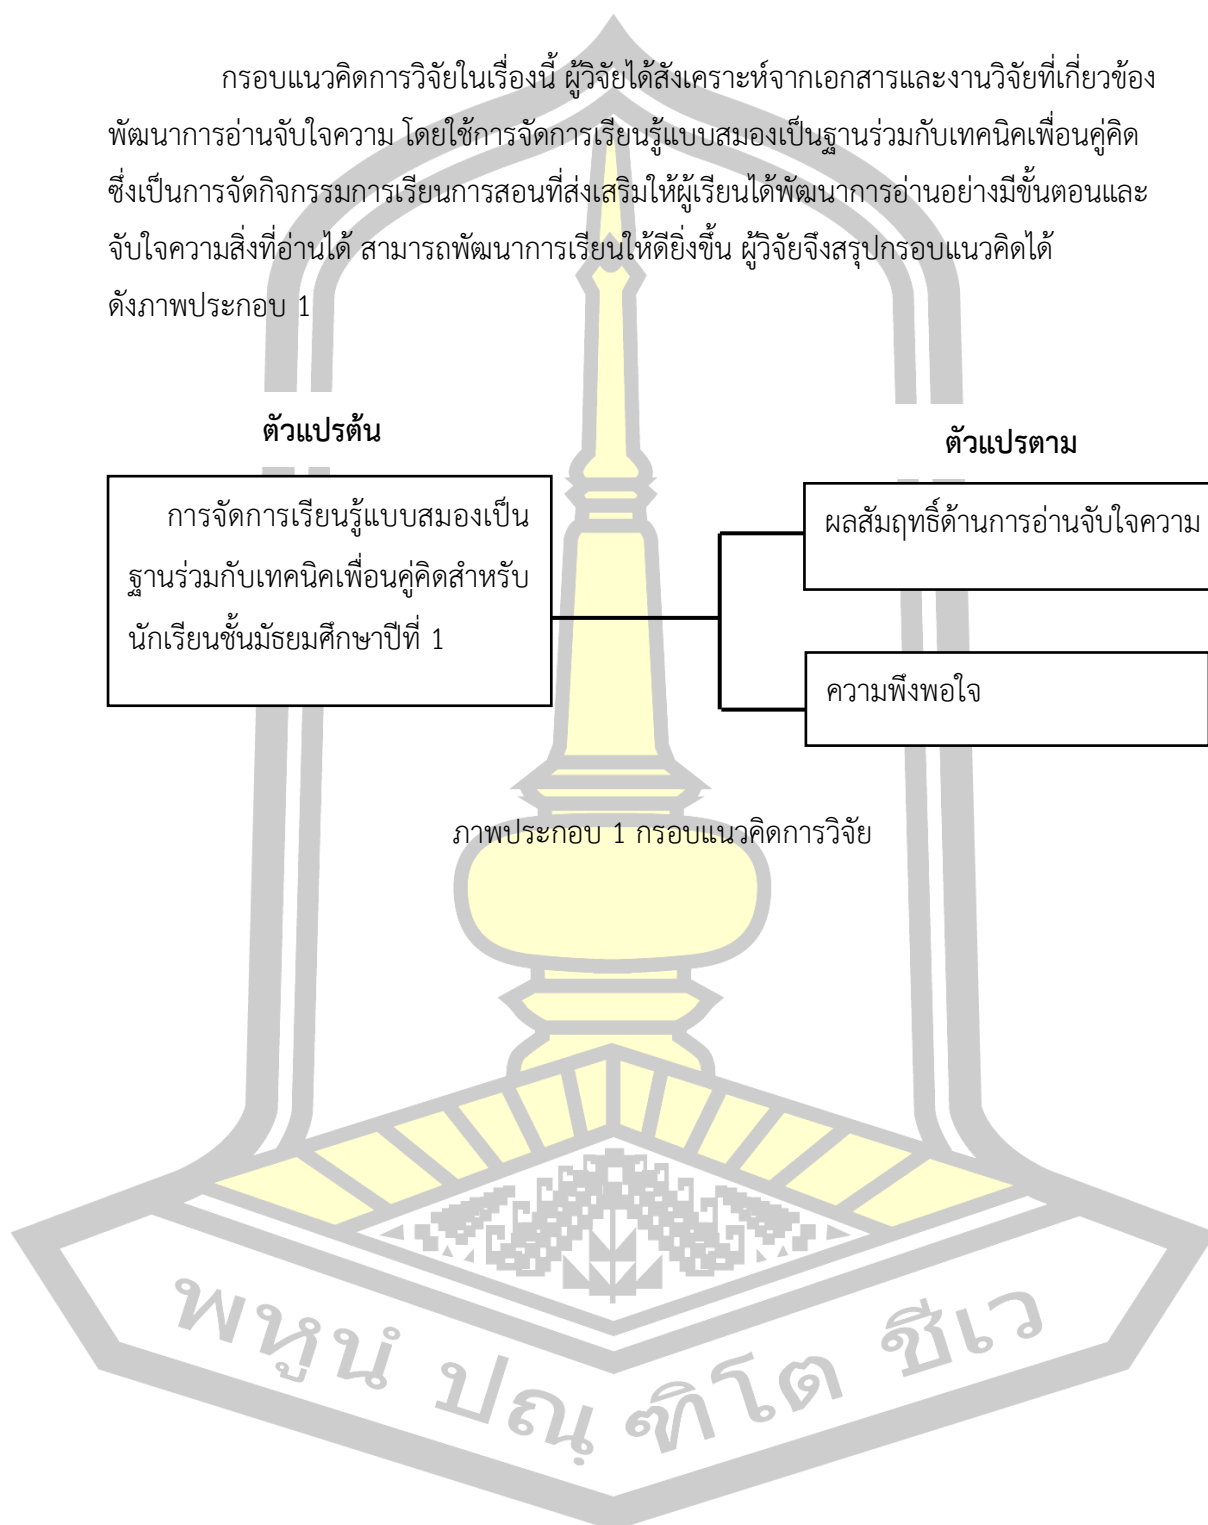 กรอบแนวคิดการวิจัยในเรื่องนี้ ผู้วิจัยได้สังเคราะห์จากเอกสารและงานวิจัยที่เกี่ยวข้อง
พัฒนาการอ่านจับใจความ โดยใช้การจัดการเรียนรู้แบบสมองเป็นฐานร่วมกับเทคนิคเพื่อนคู่คิด
ซึ่งเป็นการจัดกิจกรรมการเรียนการสอนที่ส่งเสริมให้ผู้เรียนได้พัฒนาการอ่านอย่างมีขั้นตอนและ
จับใจความสิ่งที่อ่านได้ สามารถพัฒนาการเรียนให้ดียิ่งขึ้น ผู้วิจัยจึงสรุปกรอบแนวคิดได้
ดังภาพประกอบ 1
ตัวแปรต้น
ตัวแปรตาม
การจัดการเรียนรู้แบบสมองเป็น
ฐานร่วมกับเทคนิคเพื่อนคู่คิดสำหรับ
นักเรียนชั้นมัธยมศึกษาปีที่ 1
ผลสัมฤทธิ์ด้านการอ่านจับใจความ
ความพึงพอใจ
ภาพประกอบ 1 กรอบแนวคิดการวิจัย
พหูนํ ปณฺฑิโต ชีเว